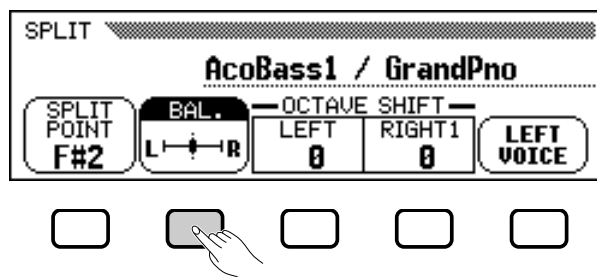 SPLIT
AcoBass1 / GrandPno
SPLIT POINT F#2
BAL. L R
OCTAVE SHIFT
LEFT 0
RIGHT1 0
LEFT VOICE